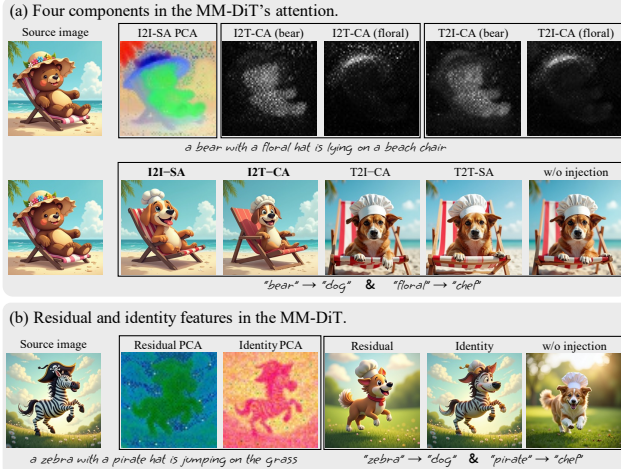 (a) Four components in the MM-DiT's attention.
Source image I2I-SA PCA I2T-CA (bear) I2T-CA (floral) T2I-CA (bear) T2I-CA (floral)
a bear with a floral hat is lying on a beach chair
I2I−SA I2T−CA T2I−CA T2T−SA w/o injection
"bear" → "dog" & "floral" → "chef"
(b) Residual and identity features in the MM-DiT.
Source image Residual PCA Identity PCA Residual Identity w/o injection
a zebra with a pirate hat is jumping on the grass "zebra" → "dog" & "pirate" → "chef"